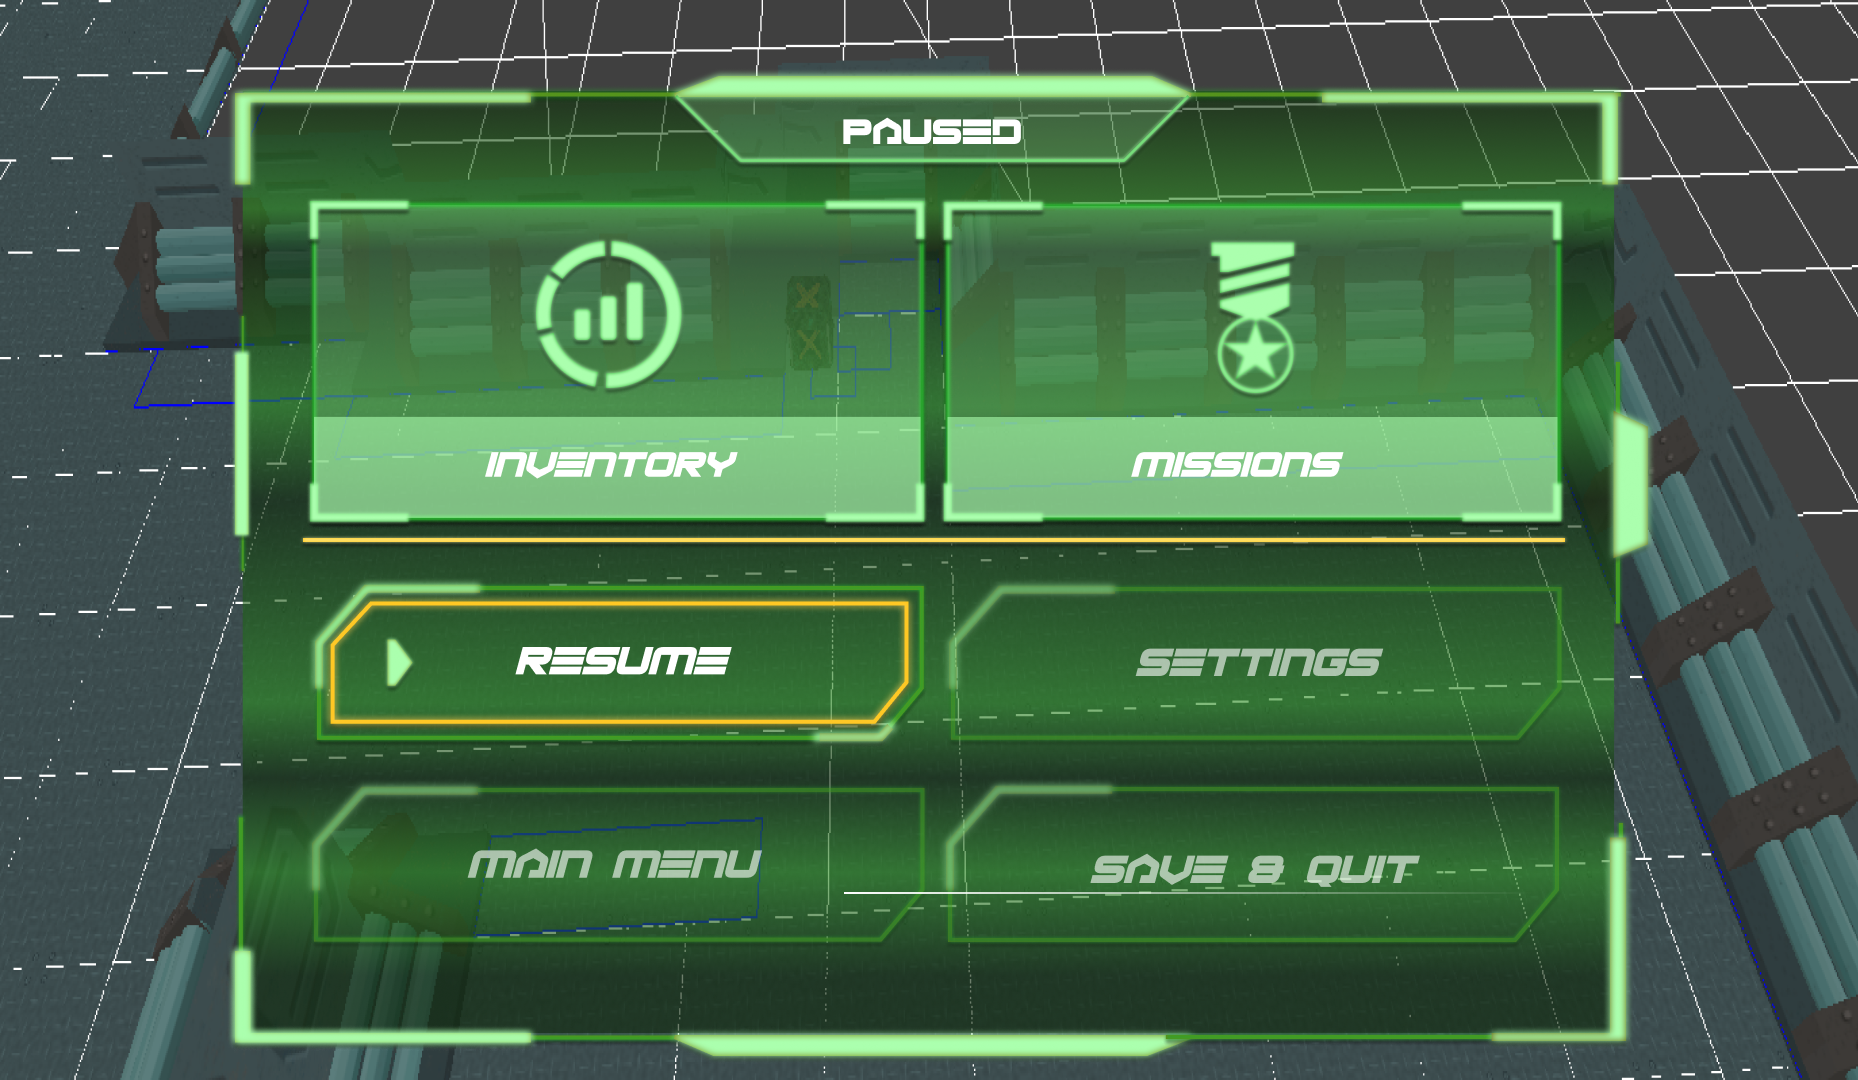 PAUSED
INVENTORY
MISSIONS
RESUME
SETTINGS
MAIN MENU
SAVE & QUIT